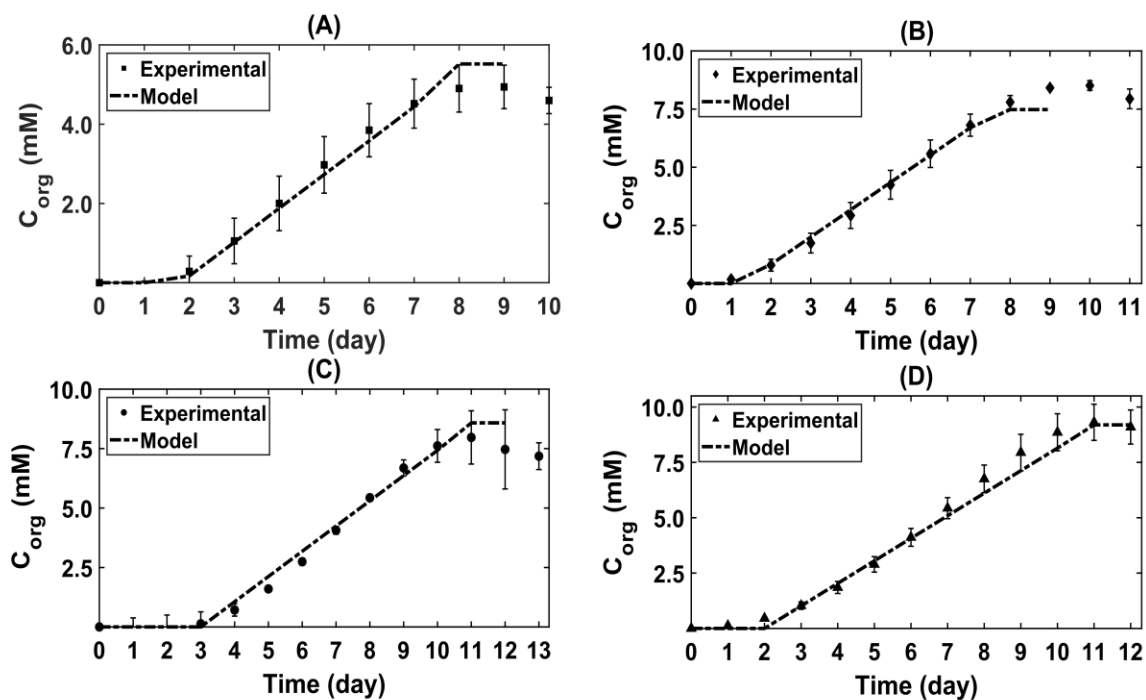 (A)
6.0
4.0
2.0
C_org (mM)
Experimental
Model
0 1 2 3 4 5 6 7 8 9 10
Time (day)
(B)
10.0
7.5
5.0
2.5
C_org (mM)
Experimental
Model
0 1 2 3 4 5 6 7 8 9 10 11
Time (day)
(C)
10.0
7.5
5.0
2.5
C_org (mM)
Experimental
Model
0 1 2 3 4 5 6 7 8 9 10 11 12 13
Time (day)
(D)
10.0
7.5
5.0
2.5
C_org (mM)
Experimental
Model
0 1 2 3 4 5 6 7 8 9 10 11 12
Time (day)